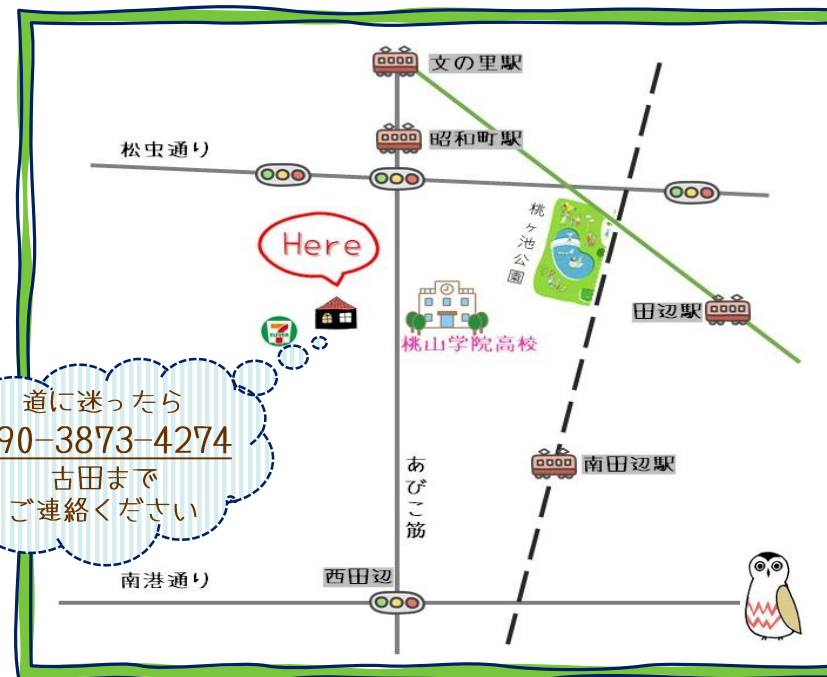 文の里駅
昭和町駅
松虫通り
Here
桃ヶ池公園
7
ELEVEN
桃山学院高校
田辺駅
道に迷ったら
90-3873-4274
古田まで
ご連絡ください
あびこ筋
南田辺駅
南港通り
西田辺